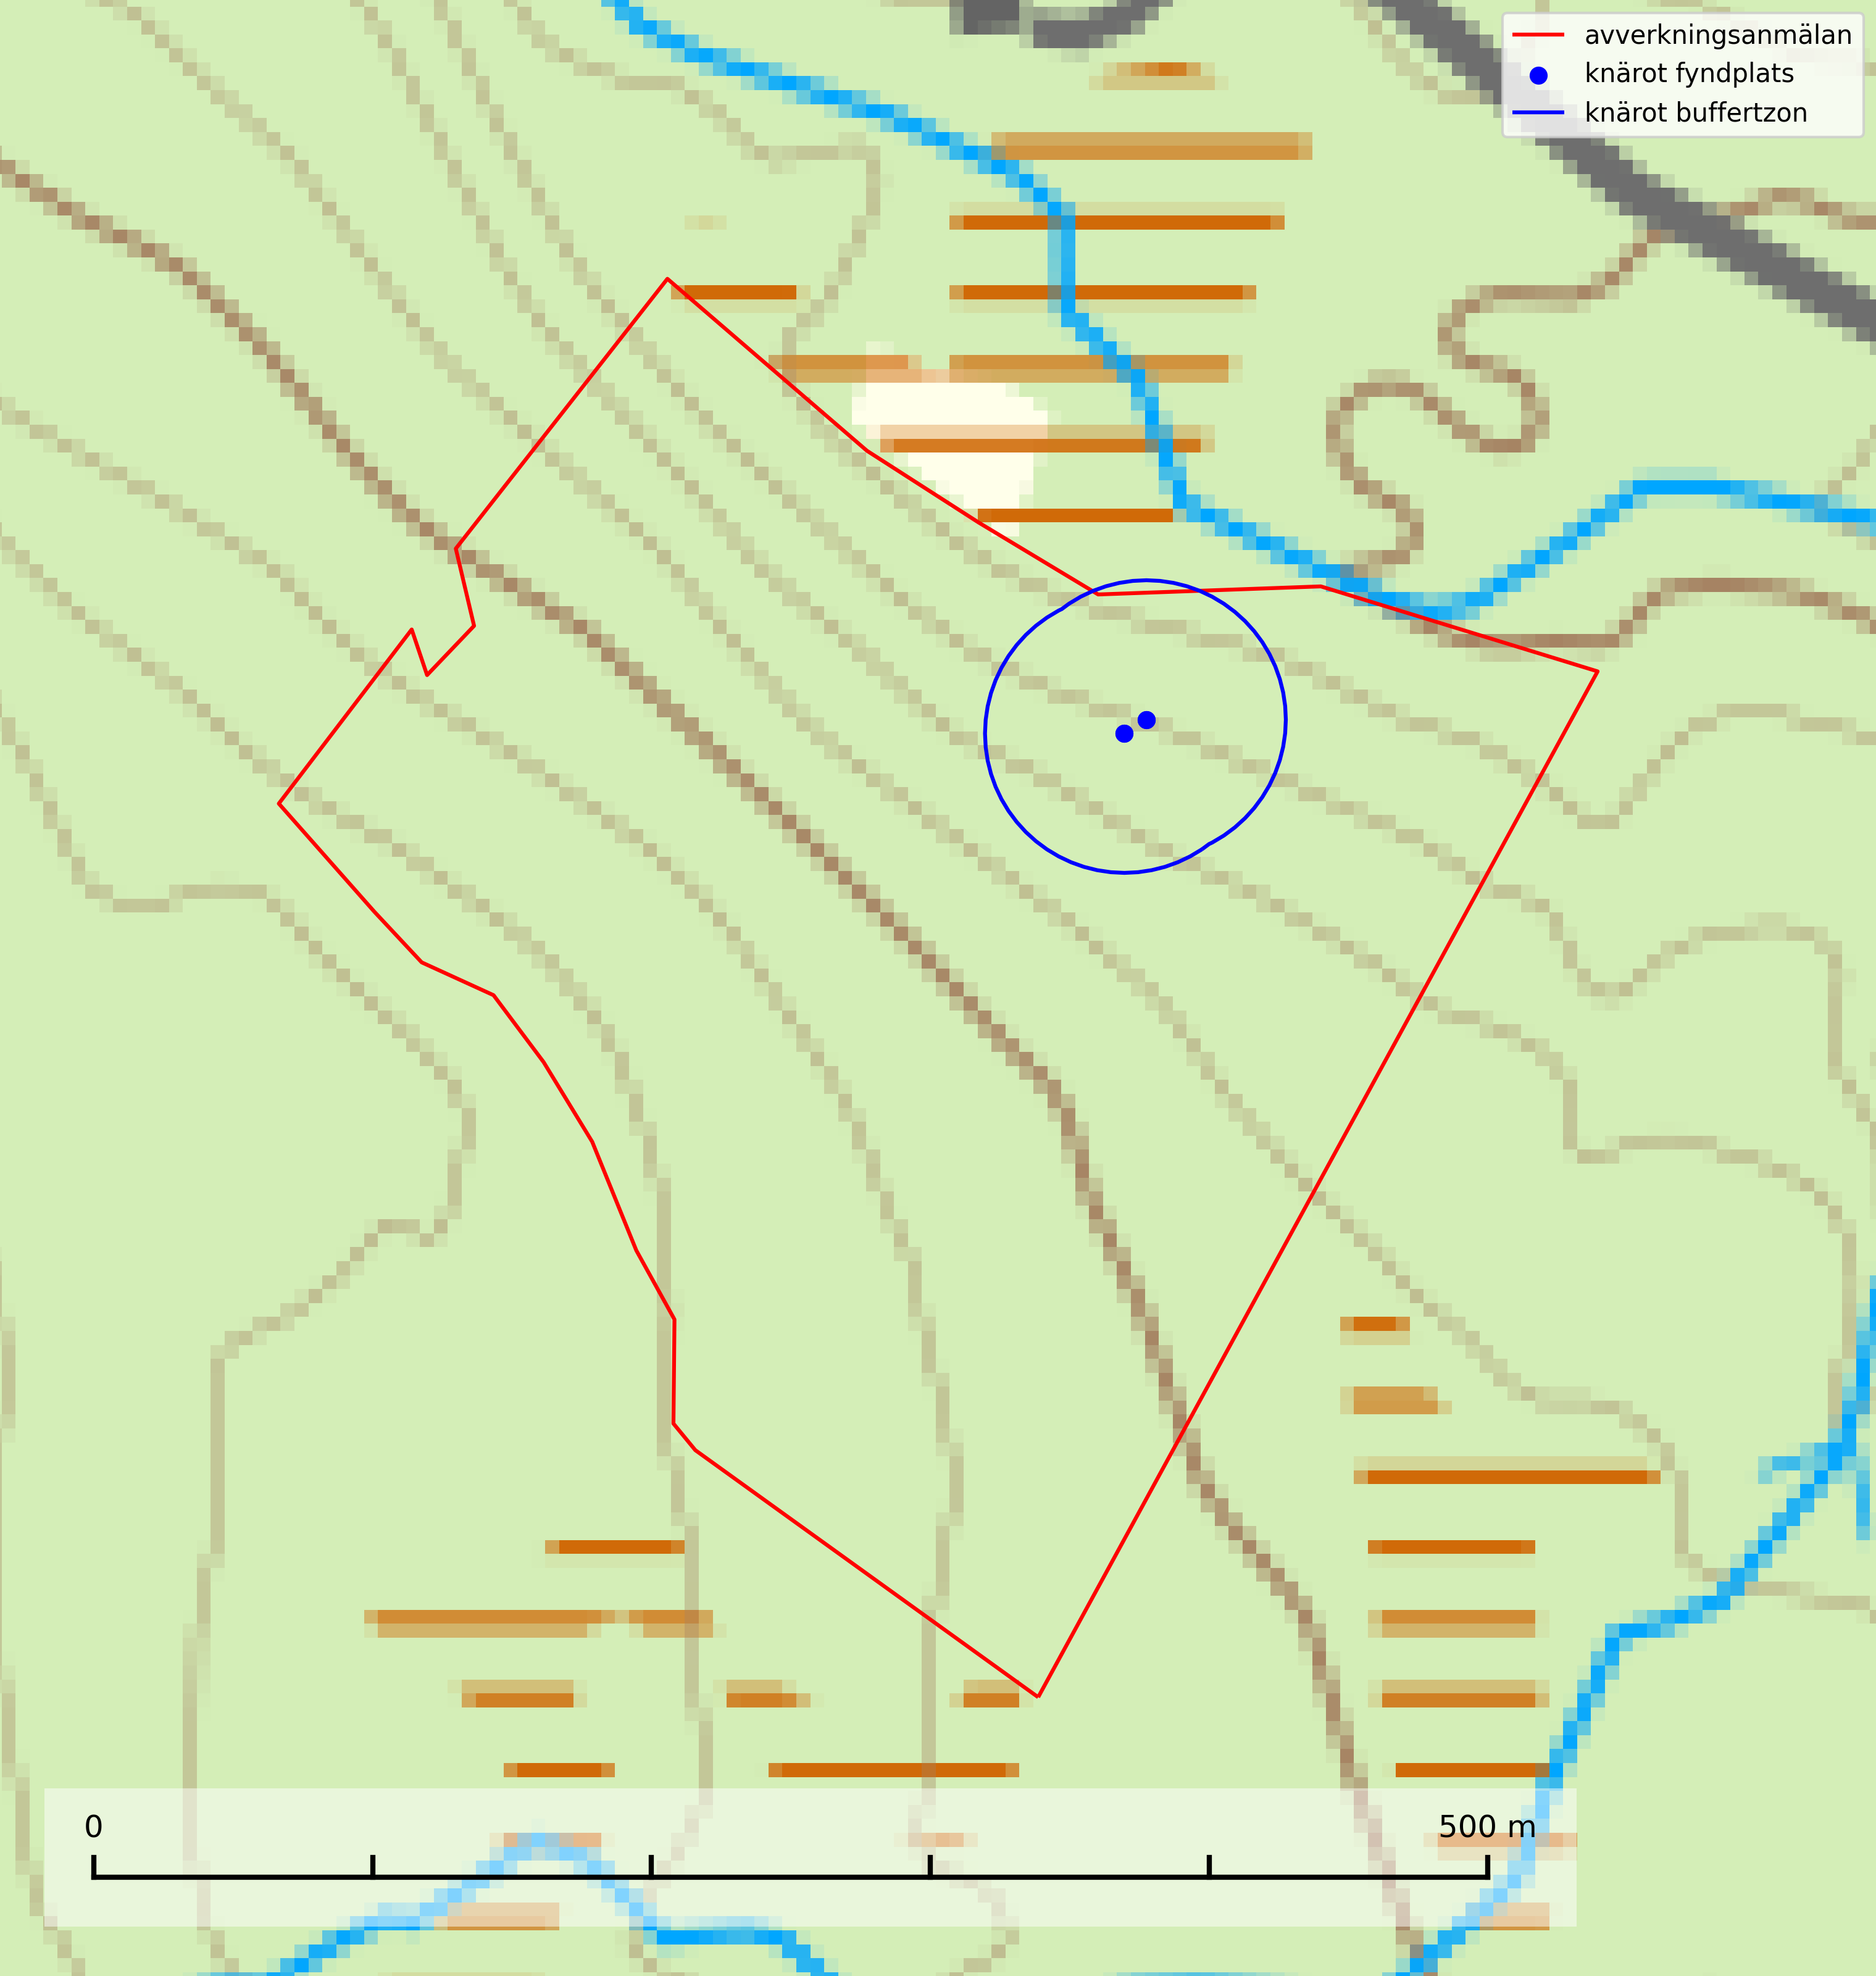 avverkningsanmälan
knärot fyndplats
knärot buffertzon
0
500 m